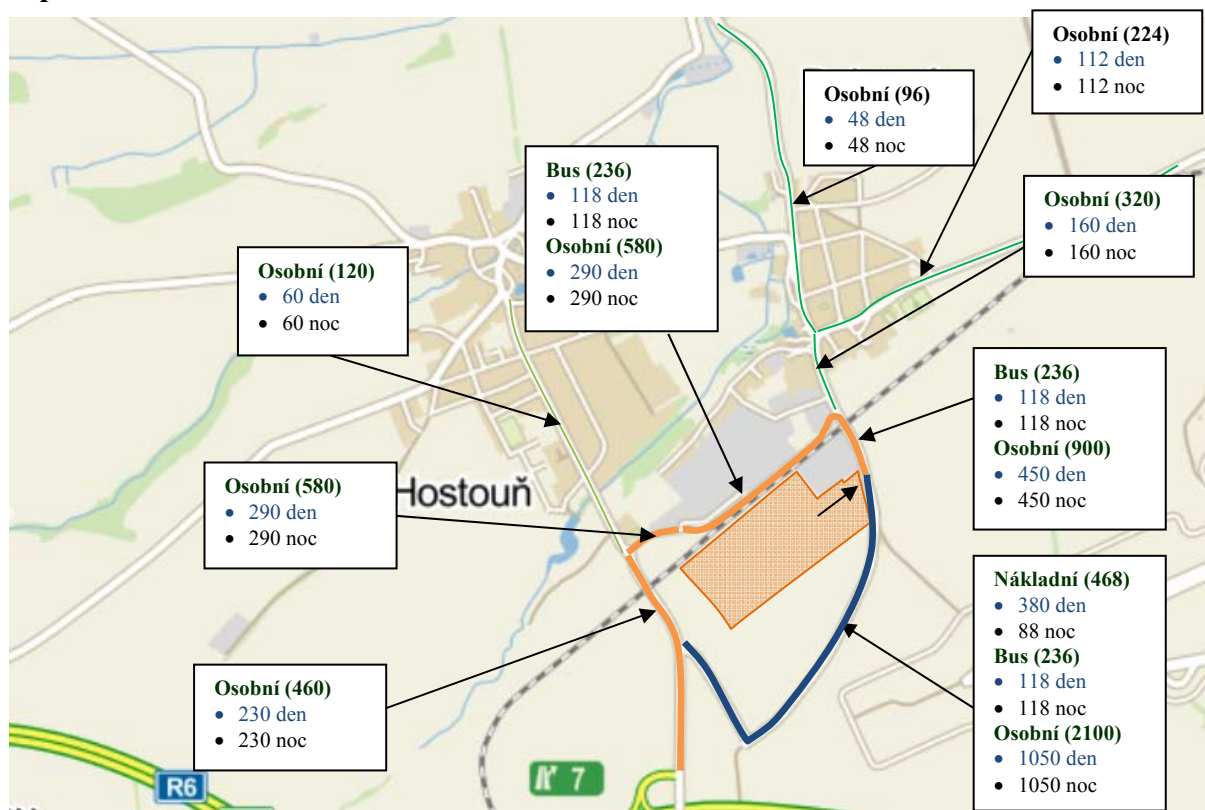 Osobní (224)
• 112 den
• 112 noc
Osobní (96)
• 48 den
• 48 noc
Bus (236)
• 118 den
• 118 noc
Osobní (580)
• 290 den
• 290 noc
Osobní (320)
• 160 den
• 160 noc
Osobní (120)
• 60 den
• 60 noc
Bus (236)
• 118 den
• 118 noc
Osobní (900)
• 450 den
• 450 noc
Osobní (580)
• 290 den
• 290 noc
Hostouň
Nákladní (468)
• 380 den
• 88 noc
Bus (236)
• 118 den
• 118 noc
Osobní (2100)
• 1050 den
• 1050 noc
Osobní (460)
• 230 den
• 230 noc
R6
7